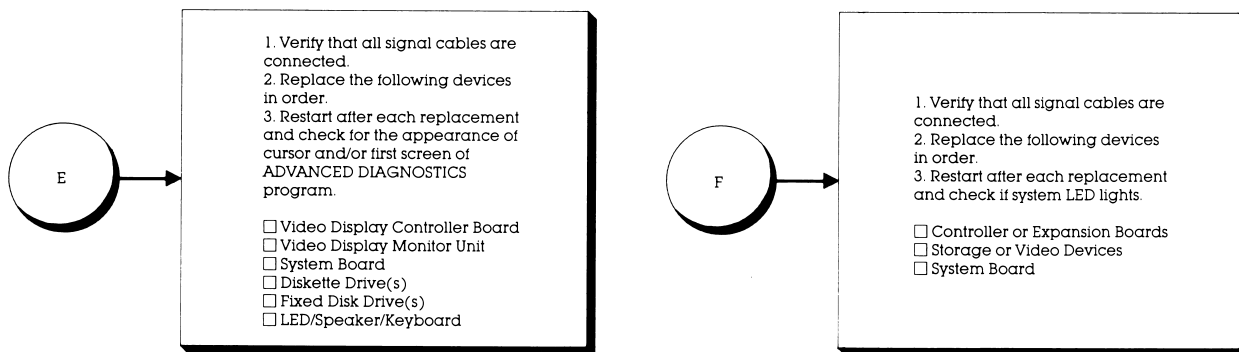 E
1. Verify that all signal cables are
connected.
2. Replace the following devices
in order.
3. Restart after each replacement
and check for the appearance of
cursor and/or first screen of
ADVANCED DIAGNOSTICS
program.
☐ Video Display Controller Board
☐ Video Display Monitor Unit
☐ System Board
☐ Diskette Drive(s)
☐ Fixed Disk Drive(s)
☐ LED/Speaker/Keyboard
F
1. Verify that all signal cables are
connected.
2. Replace the following devices
in order.
3. Restart after each replacement
and check if system LED lights.
☐ Controller or Expansion Boards
☐ Storage or Video Devices
☐ System Board